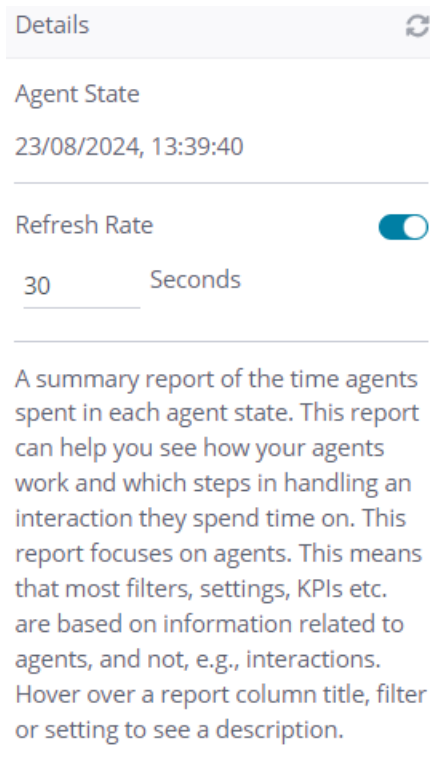 Details
Agent State
23/08/2024, 13:39:40
Refresh Rate
30 Seconds
A summary report of the time agents
spent in each agent state. This report
can help you see how your agents
work and which steps in handling an
interaction they spend time on. This
report focuses on agents. This means
that most filters, settings, KPIs etc.
are based on information related to
agents, and not, e.g., interactions.
Hover over a report column title, filter
or setting to see a description.